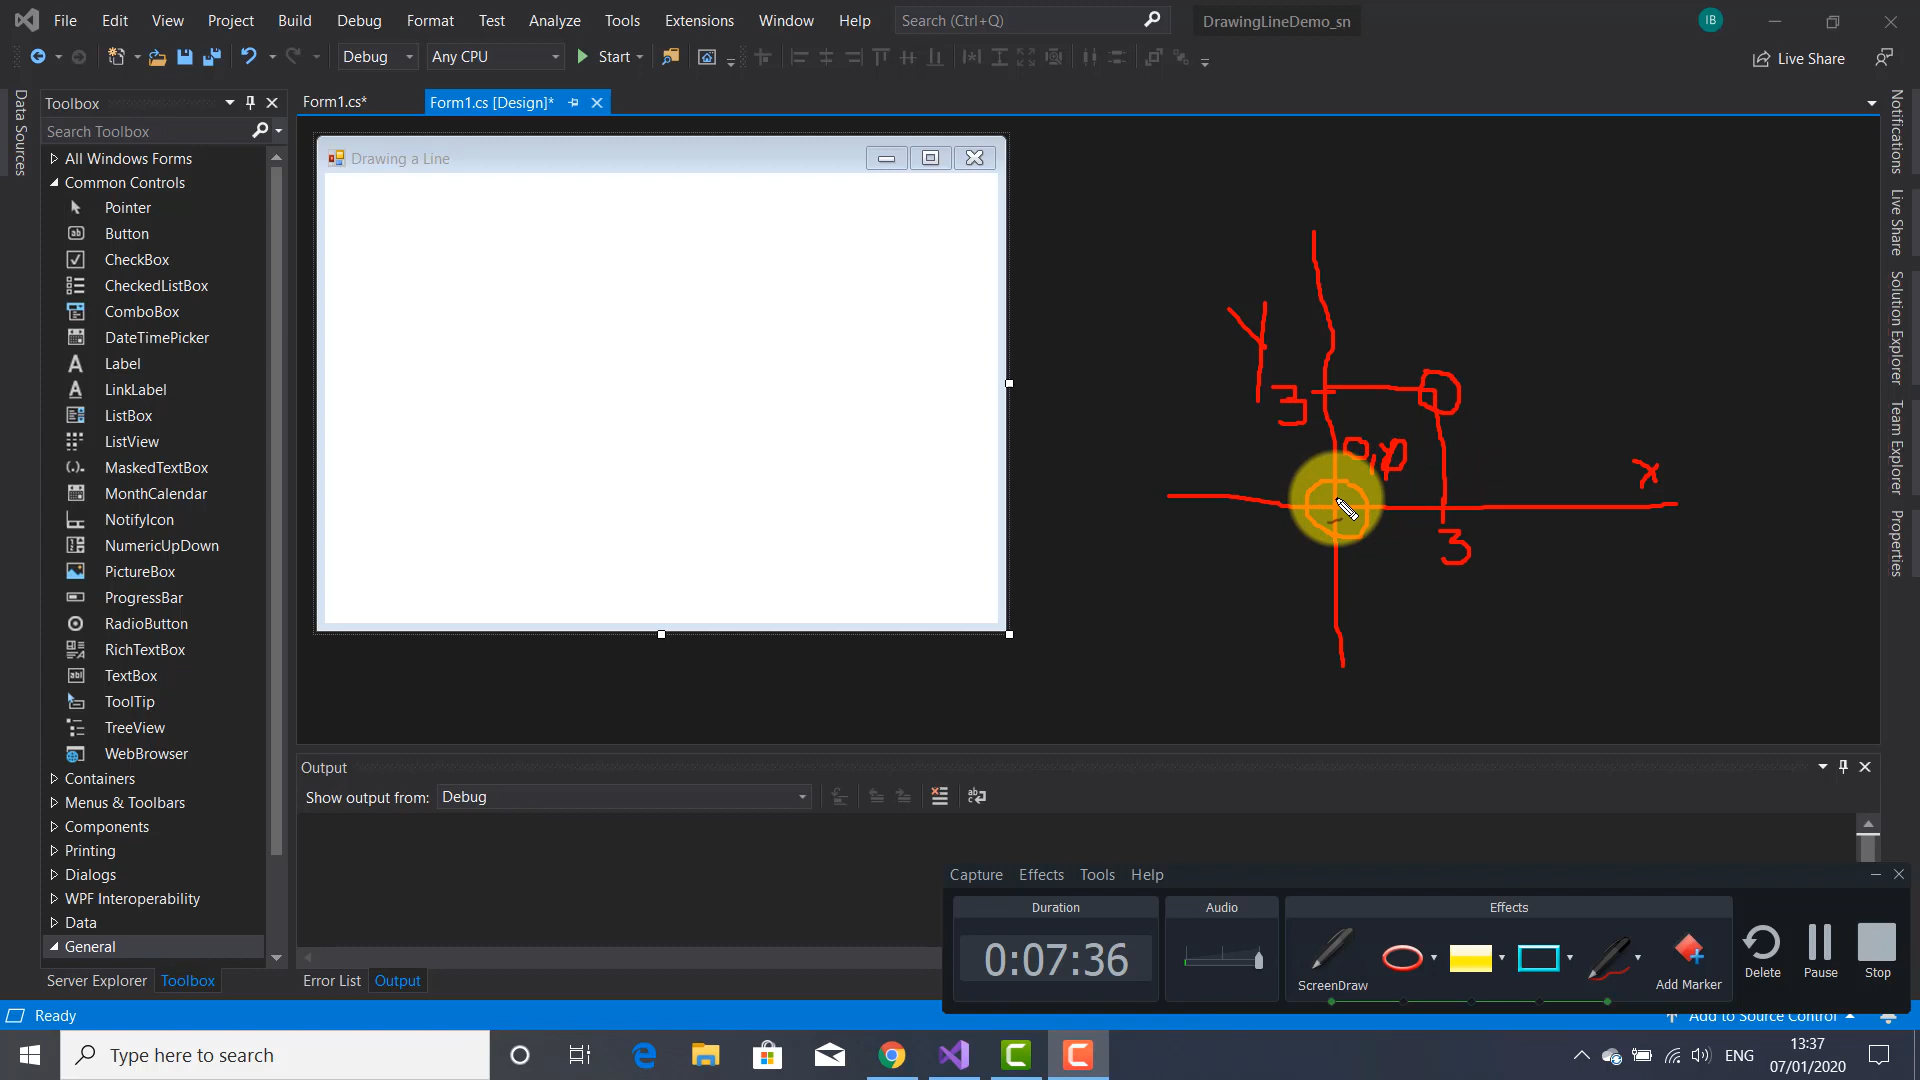 File Edit View Project Build Debug Format Test Analyze Tools Extensions Window Help Search (Ctrl+Q) DrawingLineDemo_sn IB
Debug Any CPU Start Live Share
Data Sources
Toolbox
Search Toolbox
All Windows Forms
Common Controls
Pointer
Button
CheckBox
CheckedListBox
ComboBox
DateTimePicker
Label
LinkLabel
ListBox
ListView
MaskedTextBox
MonthCalendar
NotifyIcon
NumericUpDown
PictureBox
ProgressBar
RadioButton
RichTextBox
TextBox
ToolTip
TreeView
WebBrowser
Containers
Menus & Toolbars
Components
Printing
Dialogs
WPF Interoperability
Data
General
Server Explorer Toolbox
Form1.cs* Form1.cs [Design]*
Drawing a Line
Y
3
x
3
Notifications
Live Share
Solution Explorer
Team Explorer
Properties
Output
Show output from: Debug
Error List Output
Capture Effects Tools Help
Duration Audio Effects
0:07:36
ScreenDraw
Add Marker
Delete
Pause
Stop
Ready
Add to Source Control
Type here to search
ENG
13:37
07/01/2020